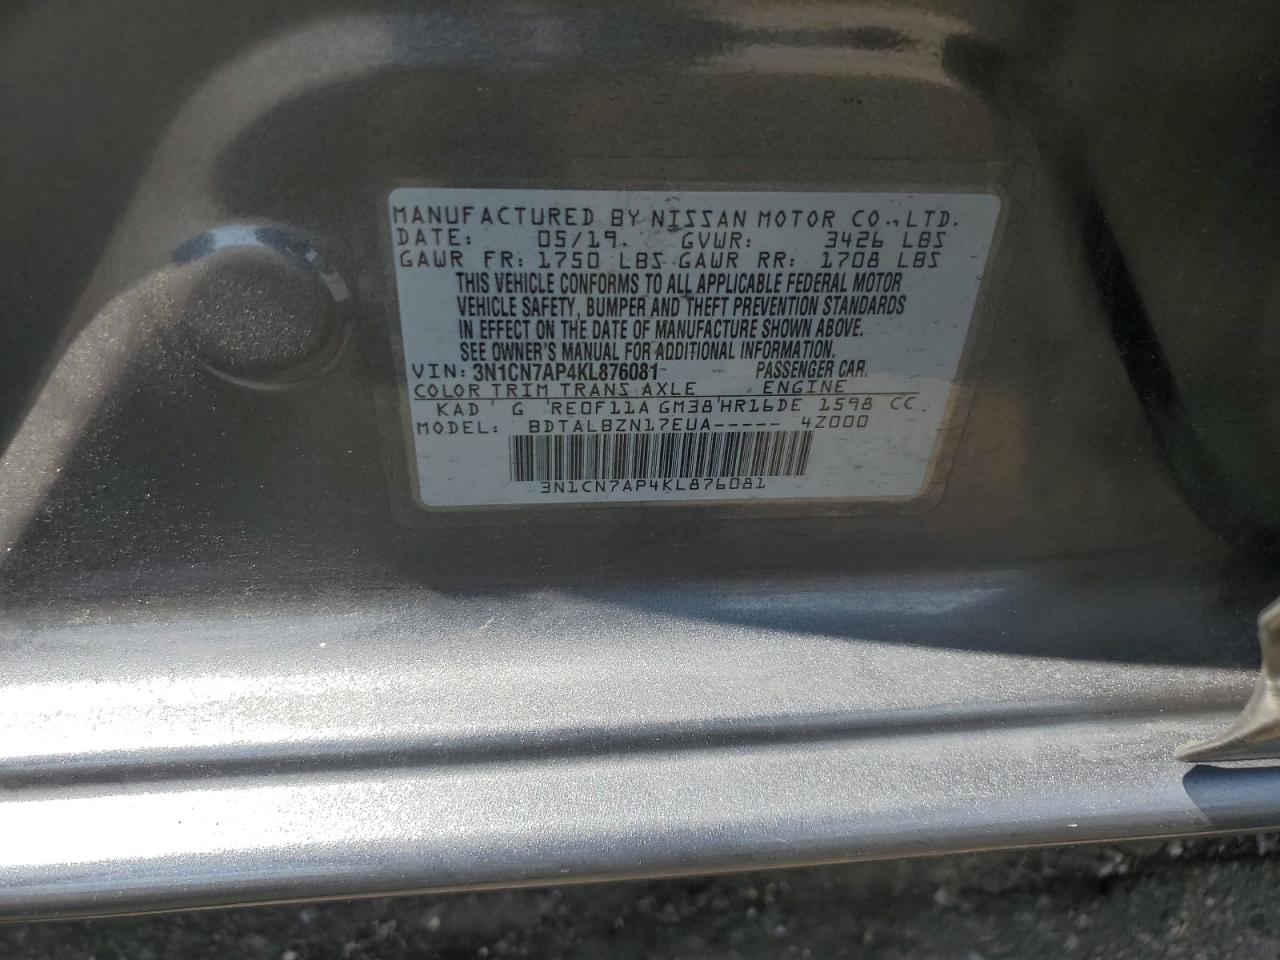 MANUFACTURED BY NISSAN MOTOR CO., LTD.
DATE: 05/19. GVWR: 3426 LBS
GAWR FR: 1750 LBS GAWR RR: 1708 LBS
THIS VEHICLE CONFORMS TO ALL APPLICABLE FEDERAL MOTOR
VEHICLE SAFETY, BUMPER AND THEFT PREVENTION STANDARDS
IN EFFECT ON THE DATE OF MANUFACTURE SHOWN ABOVE.
SEE OWNER'S MANUAL FOR ADDITIONAL INFORMATION.
VIN: 3N1CN7AP4KL876081 PASSENGER CAR
COLOR TRIM TRANS AXLE ENGINE
KAD ' G 'RE0F11A GM38'HR16DE 1598 CC
MODEL: BDTALBZN17EUA----- 4Z000
3N1CN7AP4KL876081